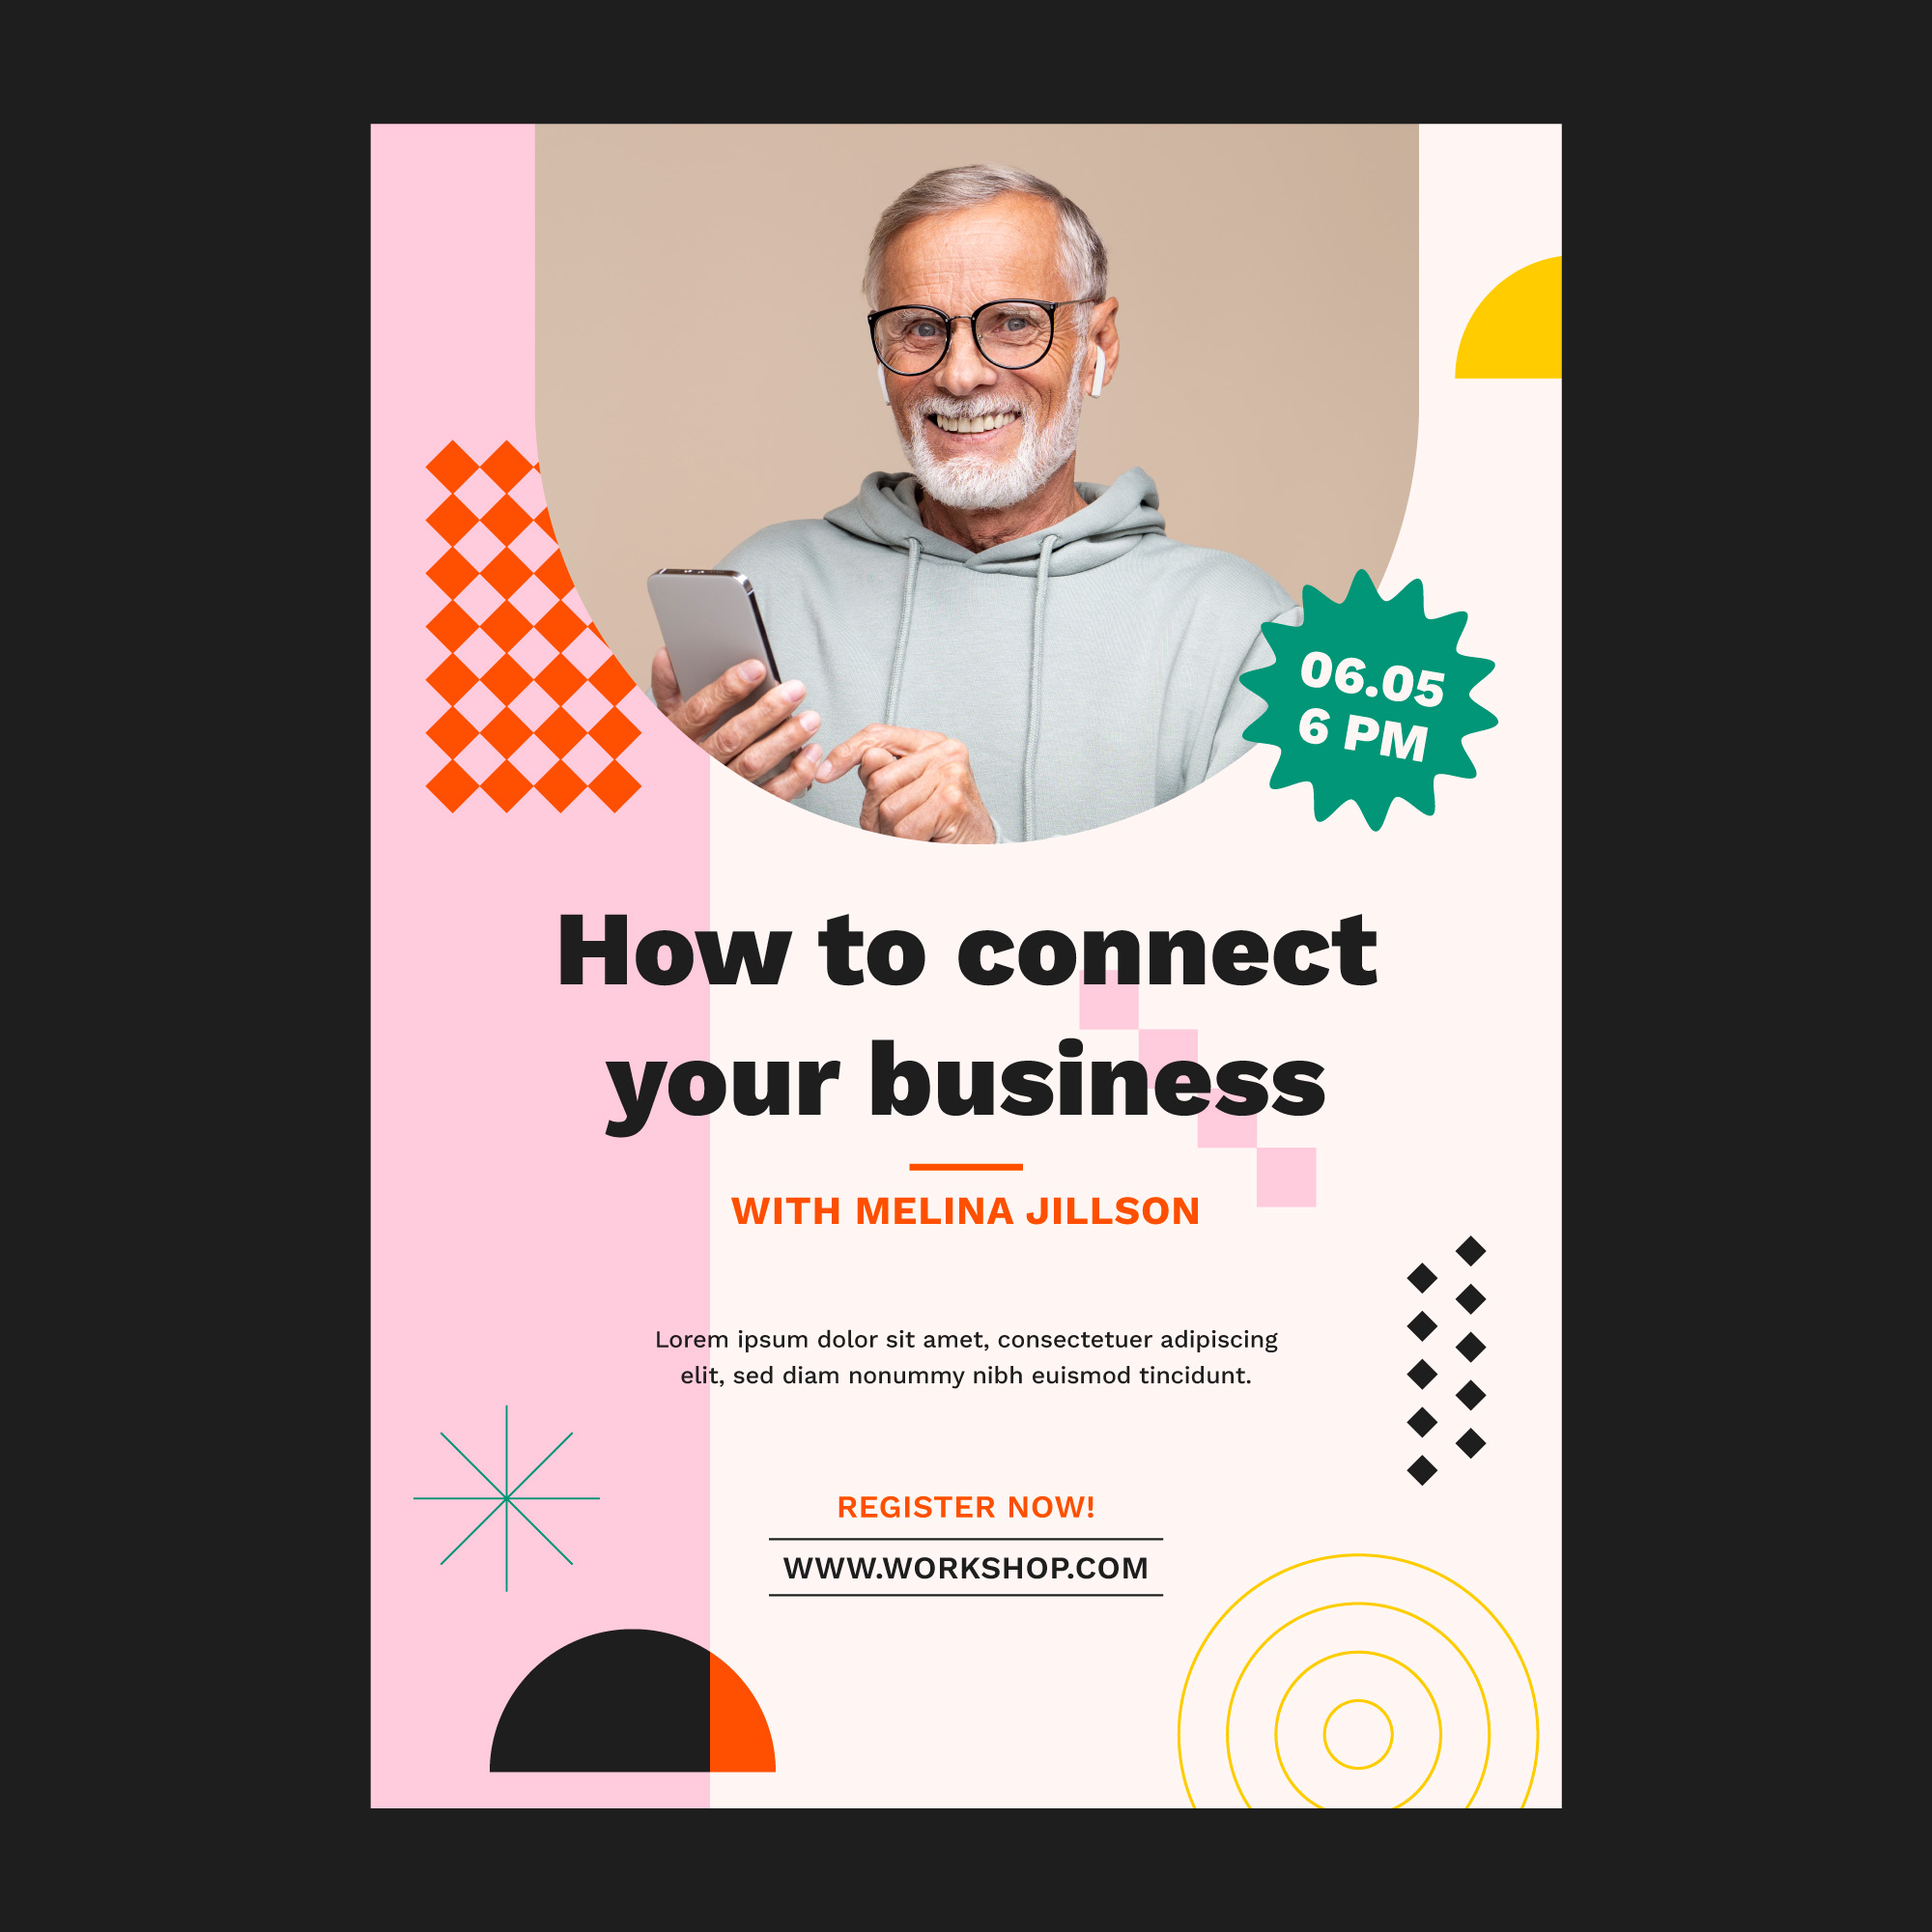 06.05
6 PM
How to connect
your business
WITH MELINA JILLSON
Lorem ipsum dolor sit amet, consectetuer adipiscing
elit, sed diam nonummy nibh euismod tincidunt.
REGISTER NOW!
WWW.WORKSHOP.COM